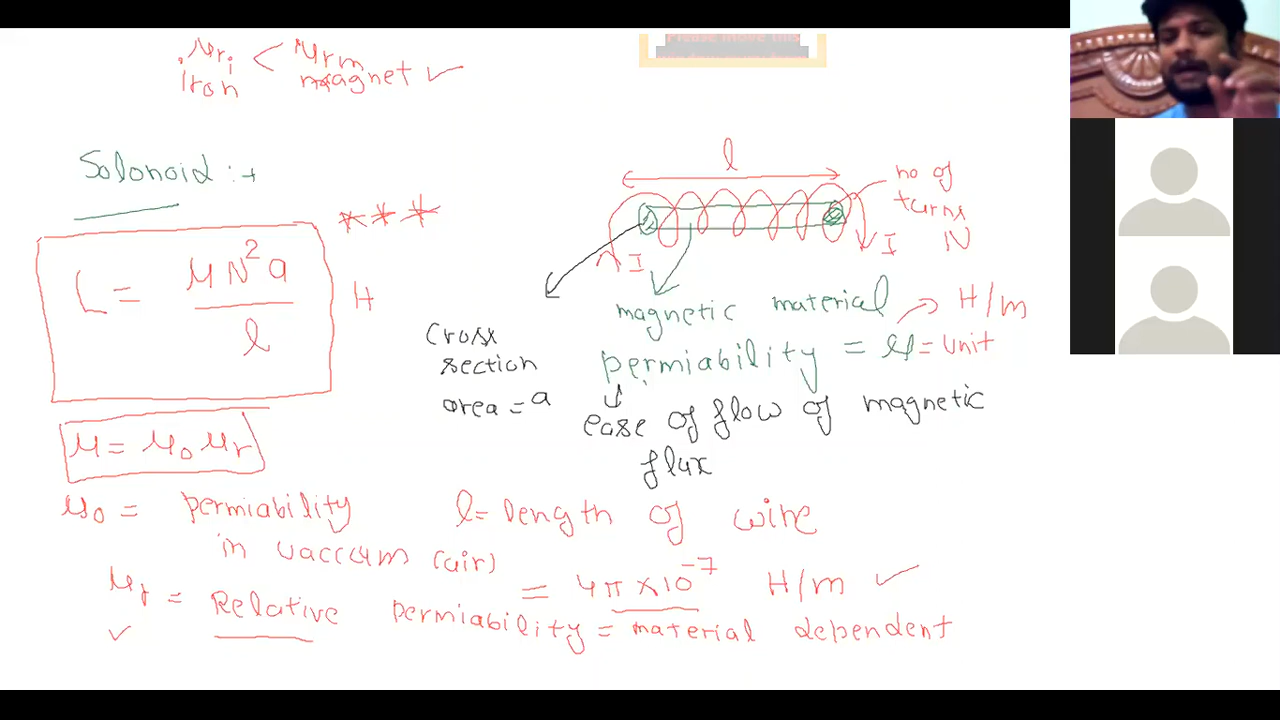 μri < μrm
iron magnet ✓
Solonoid :→
***
L = μN²a / l H
l
no of
turns
N
I
I
magnetic material
H/m
permiability = μ = Unit
Cross
section
area = a
ease of flow of magnetic
flux
μ = μ₀ μr
μ₀ = permiability
in vaccum (air)
l = length of wire
= 4π×10⁻⁷ H/m ✓
μr = Relative permiability = material dependent
✓